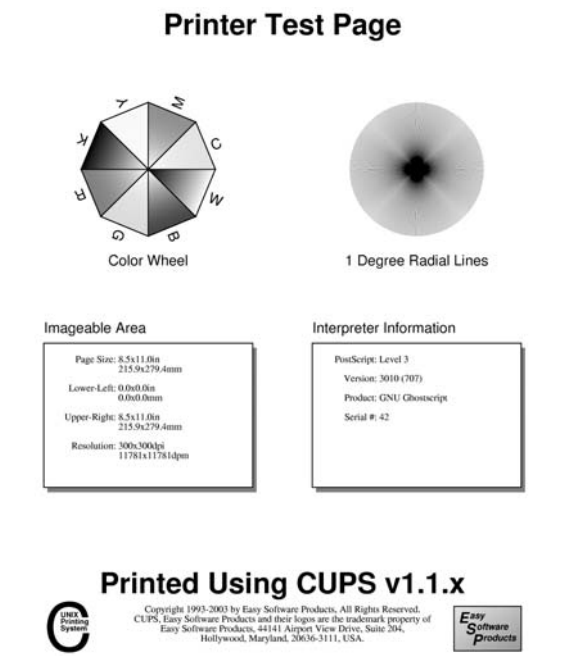 Printer Test Page
Y
M
C
W
B
G
R
K
Color Wheel
1 Degree Radial Lines
Imageable Area
Page Size: 8.5x11.0in
215.9x279.4mm
Lower-Left: 0.0x0.0in
0.0x0.0mm
Upper-Right: 8.5x11.0in
215.9x279.4mm
Resolution: 300x300dpi
11781x11781dpm
Interpreter Information
PostScript: Level 3
Version: 3010 (707)
Product: GNU Ghostscript
Serial #: 42
Printed Using CUPS v1.1.x
UNIX
Printing
System
Copyright 1993-2003 by Easy Software Products, All Rights Reserved.
CUPS, Easy Software Products and their logos are the trademark property of
Easy Software Products, 44141 Airport View Drive, Suite 204,
Hollywood, Maryland, 20636-3111, USA.
Easy
Software
Products